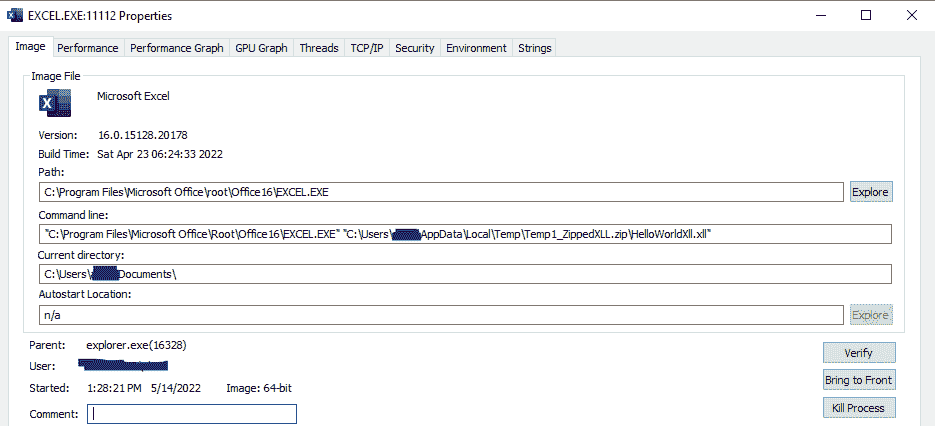 EXCEL.EXE:11112 Properties
Image Performance Performance Graph GPU Graph Threads TCP/IP Security Environment Strings
Image File
X
Microsoft Excel
Version: 16.0.15128.20178
Build Time: Sat Apr 23 06:24:33 2022
Path:
C:\Program Files\Microsoft Office\root\Office16\EXCEL.EXE Explore
Command line:
"C:\Program Files\Microsoft Office\Root\Office16\EXCEL.EXE" "C:\Users\ AppData\Local\Temp\Temp1_ZippedXLL.zip\HelloWorldXll.xll"
Current directory:
C:\Users\ Documents\
Autostart Location:
n/a Explore
Parent: explorer.exe(16328)
User:
Verify
Started: 1:28:21 PM 5/14/2022 Image: 64-bit
Bring to Front
Comment:
Kill Process